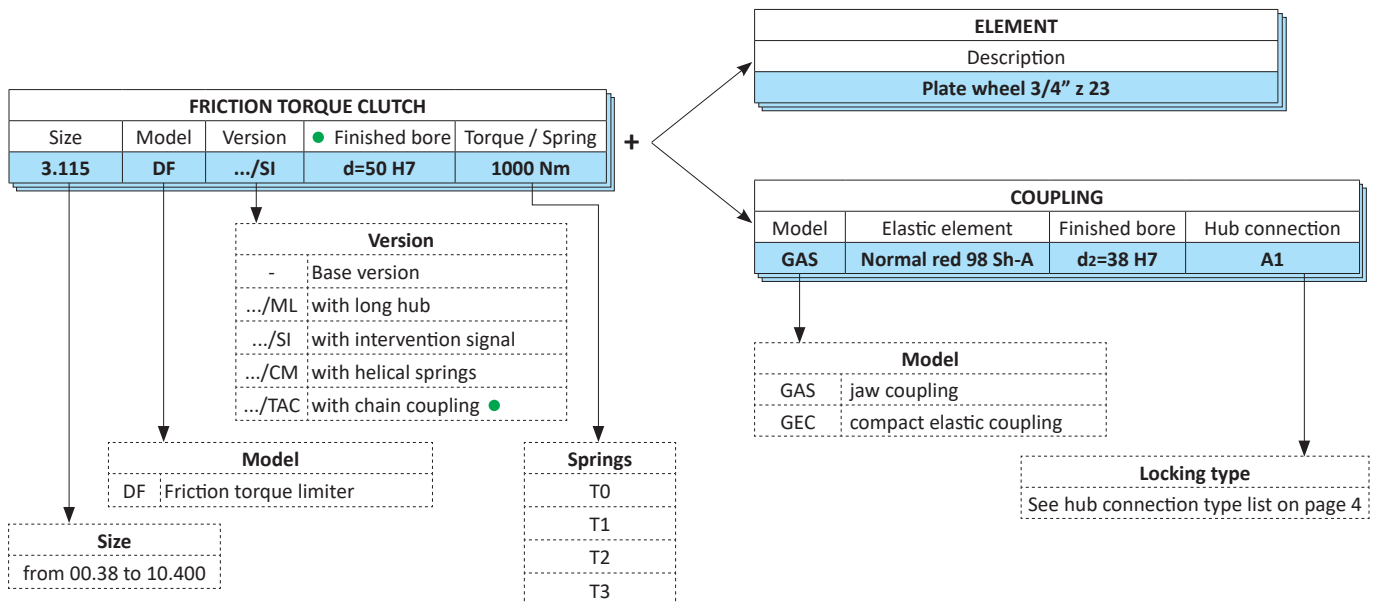 ELEMENT
Description
Plate wheel 3/4” z 23
FRICTION TORQUE CLUTCH
Size Model Version Finished bore Torque / Spring
3.115 DF .../SI d=50 H7 1000 Nm
+
COUPLING
Model Elastic element Finished bore Hub connection
GAS Normal red 98 Sh-A d2=38 H7 A1
Version
- Base version
.../ML with long hub
.../SI with intervention signal
.../CM with helical springs
.../TAC with chain coupling
Model
GAS jaw coupling
GEC compact elastic coupling
Model
DF Friction torque limiter
Springs
T0
T1
T2
T3
Locking type
See hub connection type list on page 4
Size
from 00.38 to 10.400